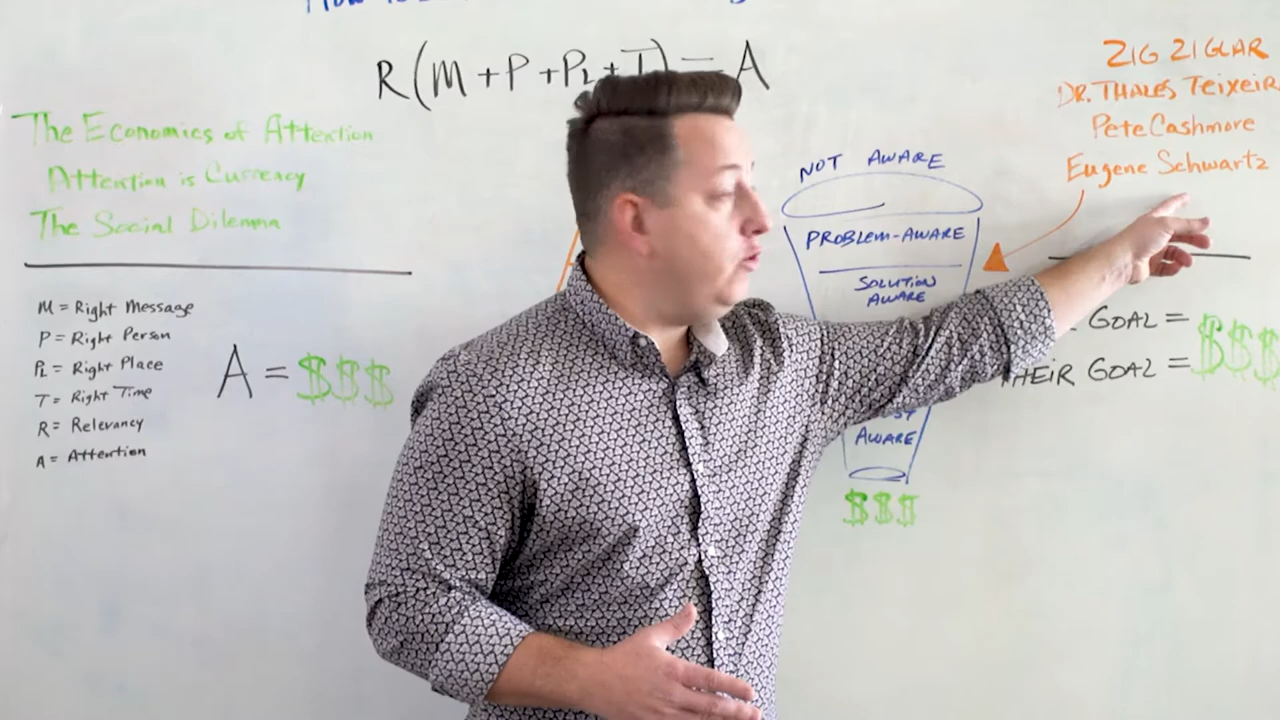 R(M + P + PL + T) = A
The Economics of Attention
Attention is Currency
The Social Dilemma
M = Right Message
P = Right Person
PL = Right Place
T = Right Time
R = Relevancy
A = Attention
A = $$$
NOT AWARE
PROBLEM-AWARE
SOLUTION
AWARE
AWARE
$$$
ZIG ZIGLAR
DR. THALES TEIXEIR
Pete Cashmore
Eugene Schwartz
GOAL =
THEIR GOAL =
$$$